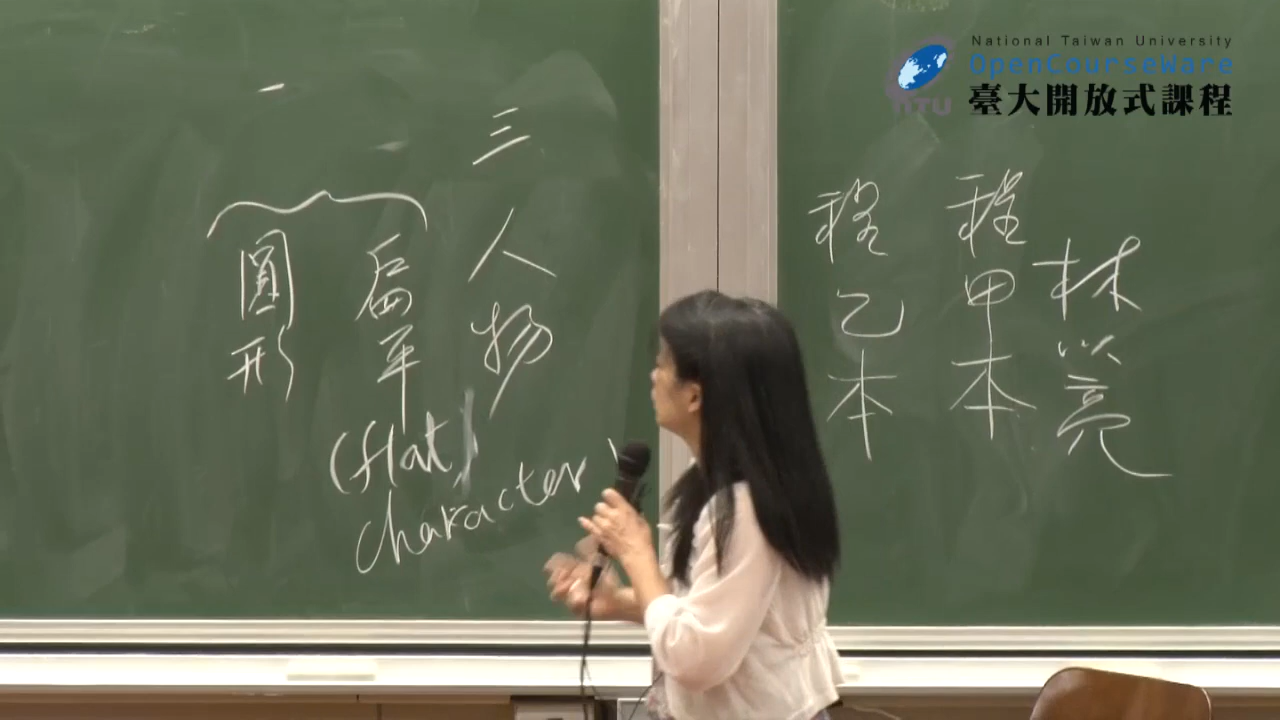 National Taiwan University
OpenCourseWare
臺大開放式課程
NTU
林以亮
程甲本
程乙本
三
人物
扁平
(flat)
character
圓形